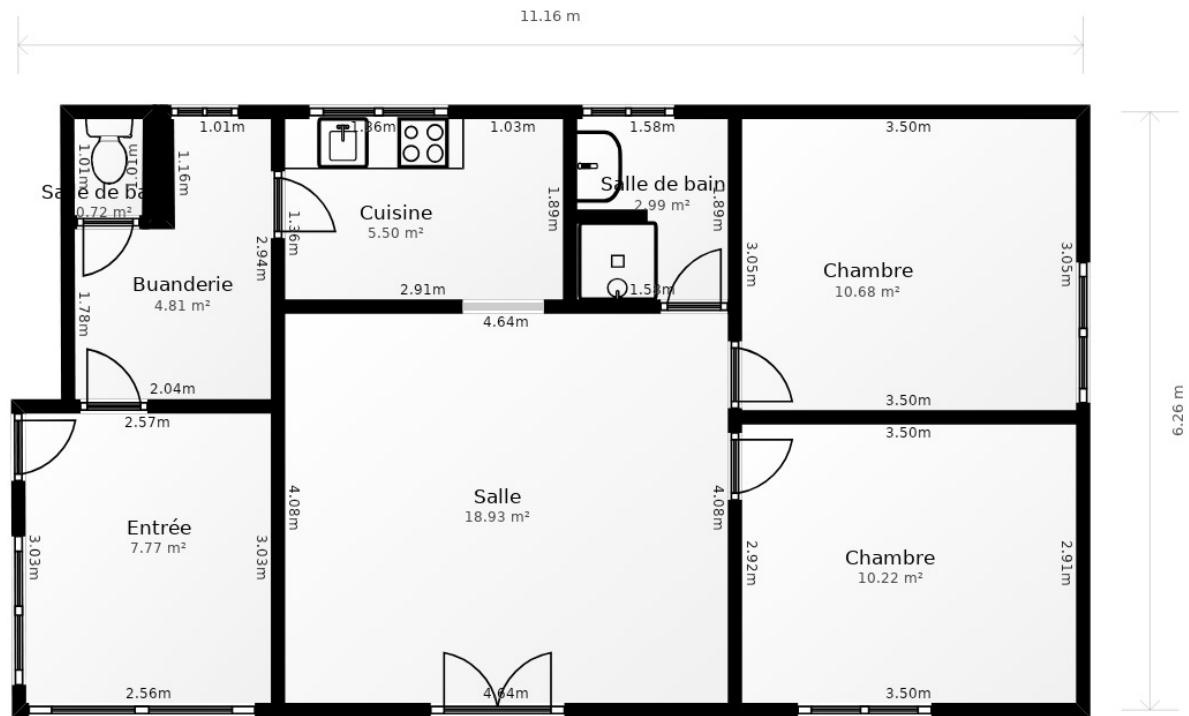 11.16 m
1.01m
1.36m
1.03m
1.58m
3.50m
1.01m
1.01m
1.16m
Salle de bain
0.72 m²
Cuisine
5.50 m²
1.36m
1.89m
Salle de bain
2.99 m²
1.89m
2.94m
Buanderie
4.81 m²
1.78m
2.91m
3.05m
Chambre
10.68 m²
3.05m
4.64m
2.04m
2.57m
3.50m
3.50m
6.26 m
4.08m
Salle
18.93 m²
4.08m
Entrée
7.77 m²
3.03m
3.03m
2.92m
Chambre
10.22 m²
2.91m
2.56m
4.64m
3.50m